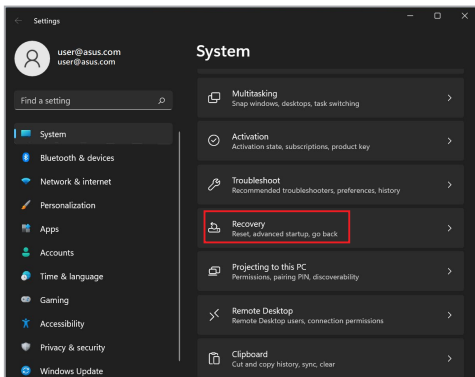 Settings
user@asus.com
user@asus.com
Find a setting
System
Bluetooth & devices
Network & internet
Personalization
Apps
Accounts
Time & language
Gaming
Accessibility
Privacy & security
Windows Update
System
Multitasking
Snap windows, desktops, task switching
Activation
Activation state, subscriptions, product key
Troubleshoot
Recommended troubleshooters, preferences, history
Recovery
Reset, advanced startup, go back
Projecting to this PC
Permissions, pairing PIN, discoverability
Remote Desktop
Remote Desktop users, connection permissions
Clipboard
Cut and copy history, sync, clear